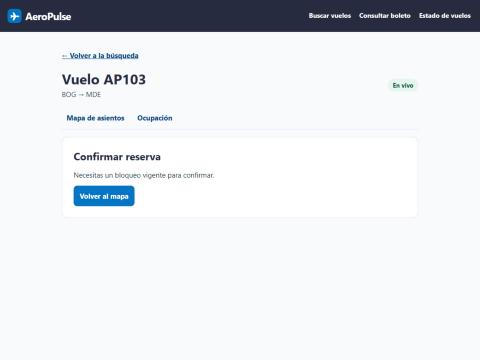 AeroPulse
Buscar vuelos Consultar boleto Estado de vuelos
← Volver a la búsqueda
Vuelo AP103
BOG → MDE
En vivo
Mapa de asientos Ocupación
Confirmar reserva
Necesitas un bloqueo vigente para confirmar.
Volver al mapa